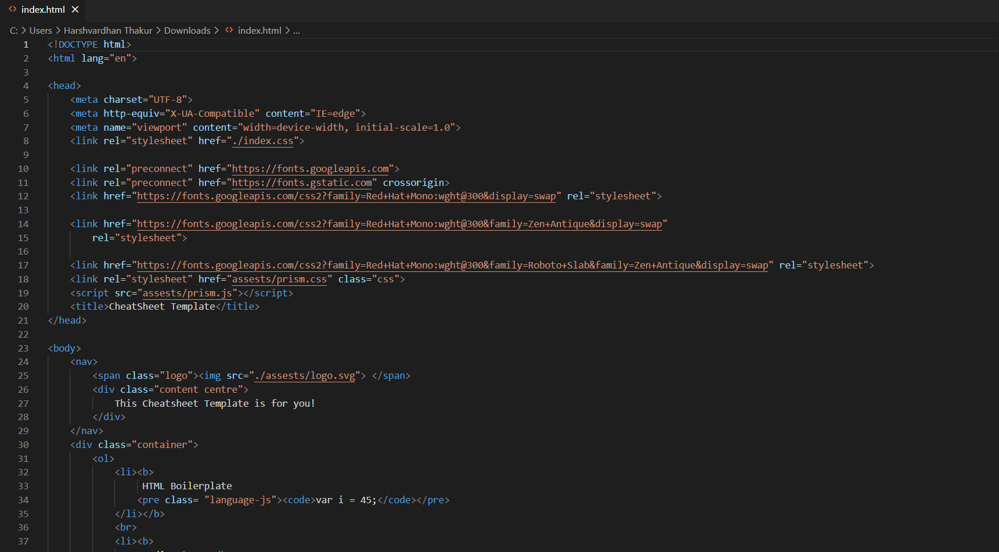 index.html
C: Users Harshvardhan Thakur Downloads index.html ...
1 <!DOCTYPE html>
2 <html lang="en">
3
4 <head>
5 <meta charset="UTF-8">
6 <meta http-equiv="X-UA-Compatible" content="IE=edge">
7 <meta name="viewport" content="width=device-width, initial-scale=1.0">
8 <link rel="stylesheet" href="./index.css">
9
10 <link rel="preconnect" href="https://fonts.googleapis.com">
11 <link rel="preconnect" href="https://fonts.gstatic.com" crossorigin>
12 <link href="https://fonts.googleapis.com/css2?family=Red+Hat+Mono:wght@300&display=swap" rel="stylesheet">
13
14 <link href="https://fonts.googleapis.com/css2?family=Red+Hat+Mono:wght@300&family=Zen+Antique&display=swap"
15 rel="stylesheet">
16
17 <link href="https://fonts.googleapis.com/css2?family=Red+Hat+Mono:wght@300&family=Roboto+Slab&family=Zen+Antique&display=swap" rel="stylesheet">
18 <link rel="stylesheet" href="assests/prism.css" class="css">
19 <script src="assests/prism.js"></script>
20 <title>CheatSheet Template</title>
21 </head>
22
23 <body>
24 <nav>
25 <span class="logo"><img src="./assests/logo.svg"> </span>
26 <div class="content centre">
27 This Cheatsheet Template is for you!
28 </div>
29 </nav>
30 <div class="container">
31 <ol>
32 <li><b>
33 HTML Boilerplate
34 <pre class= "language-js"><code>var i = 45;</code></pre>
35 </li></b>
36 <br>
37 <li><b>